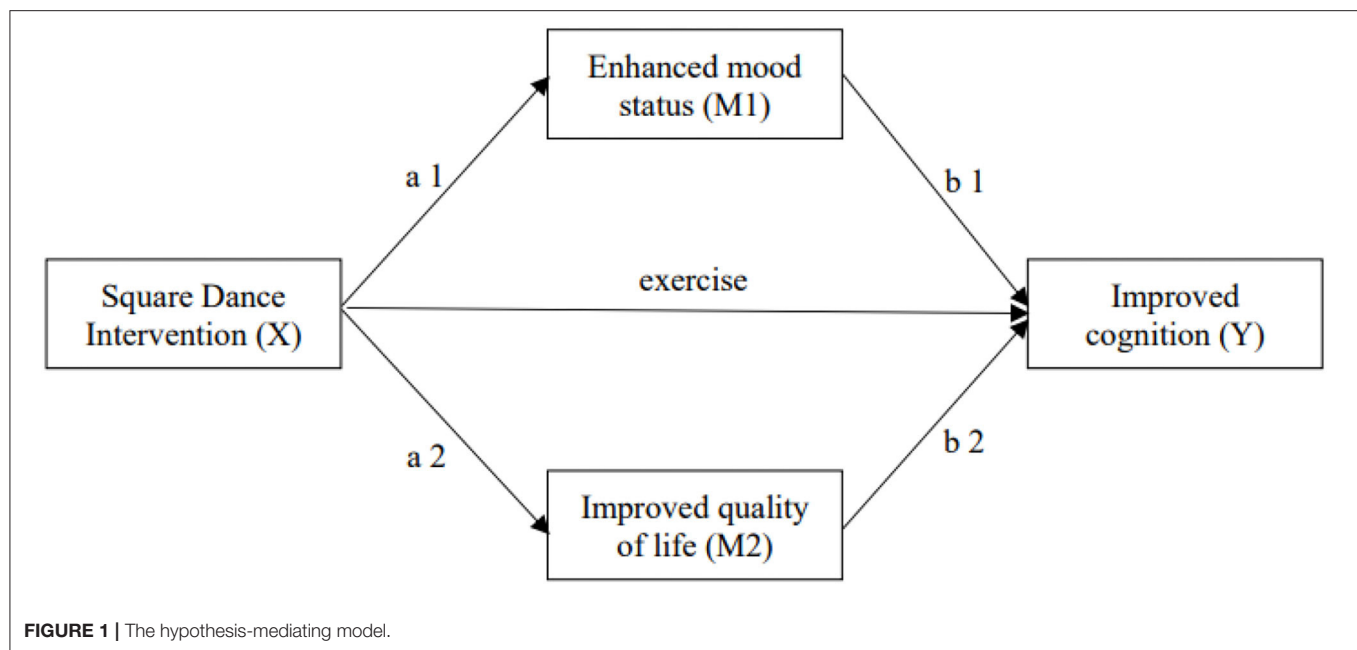 Enhanced mood
status (M1)
a 1
b 1
Square Dance
Intervention (X)
exercise
Improved
cognition (Y)
a 2
b 2
Improved quality
of life (M2)
FIGURE 1 | The hypothesis-mediating model.